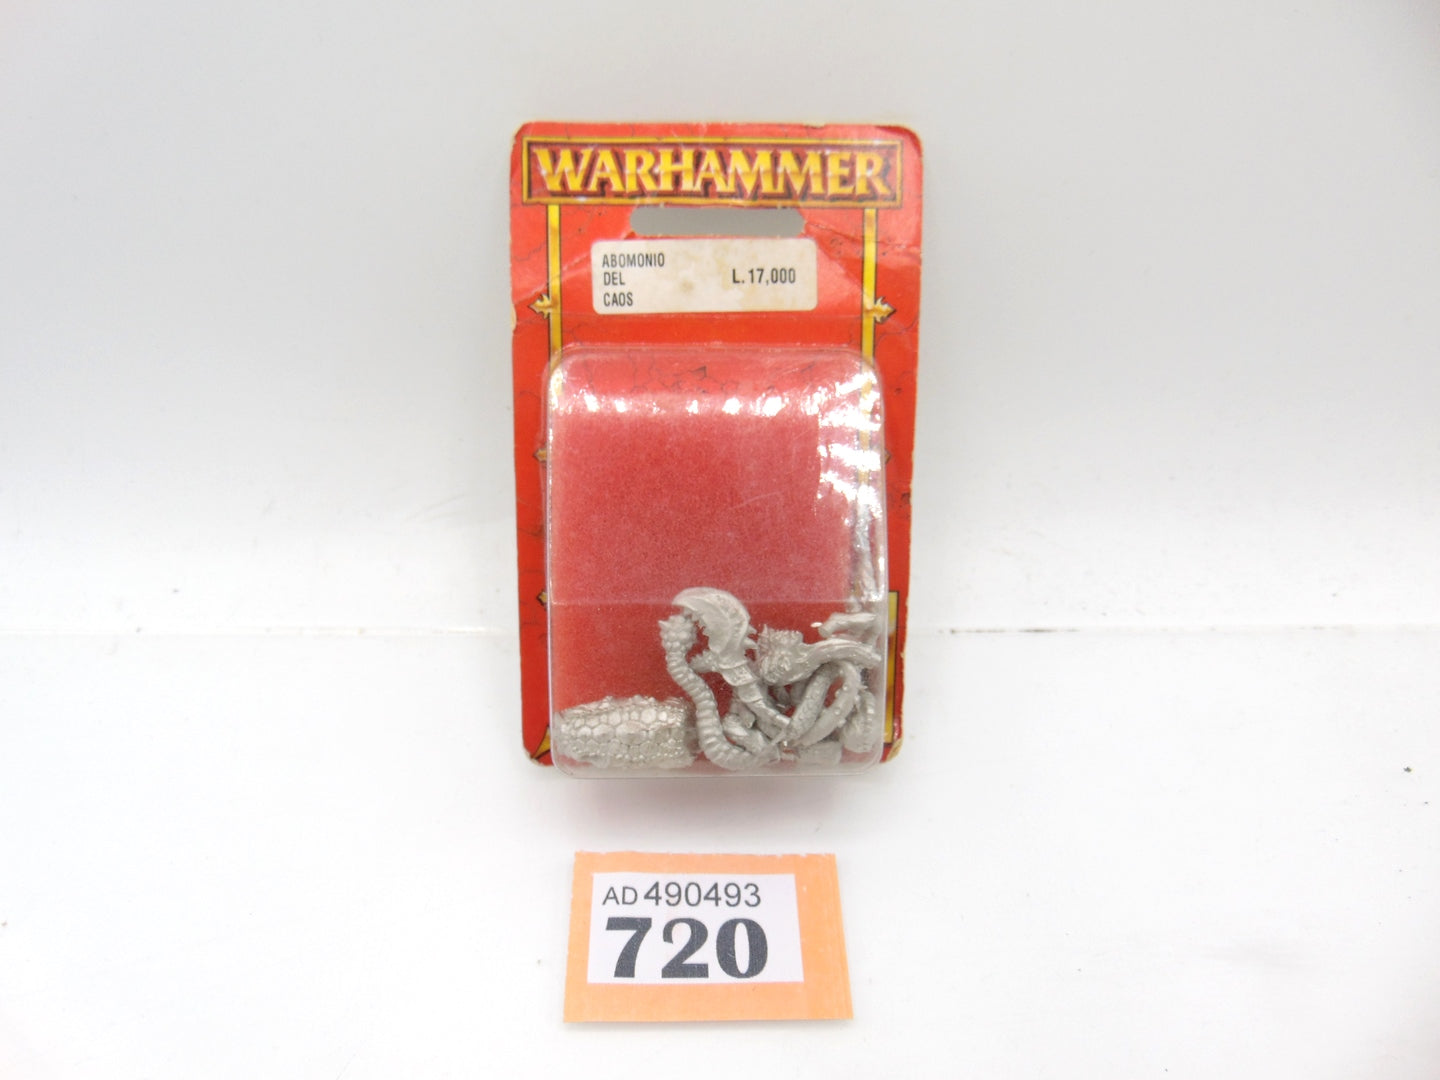 WARHAMMER
ABOMONIO
DEL
CAOS
L.17,000
AD 490493
720